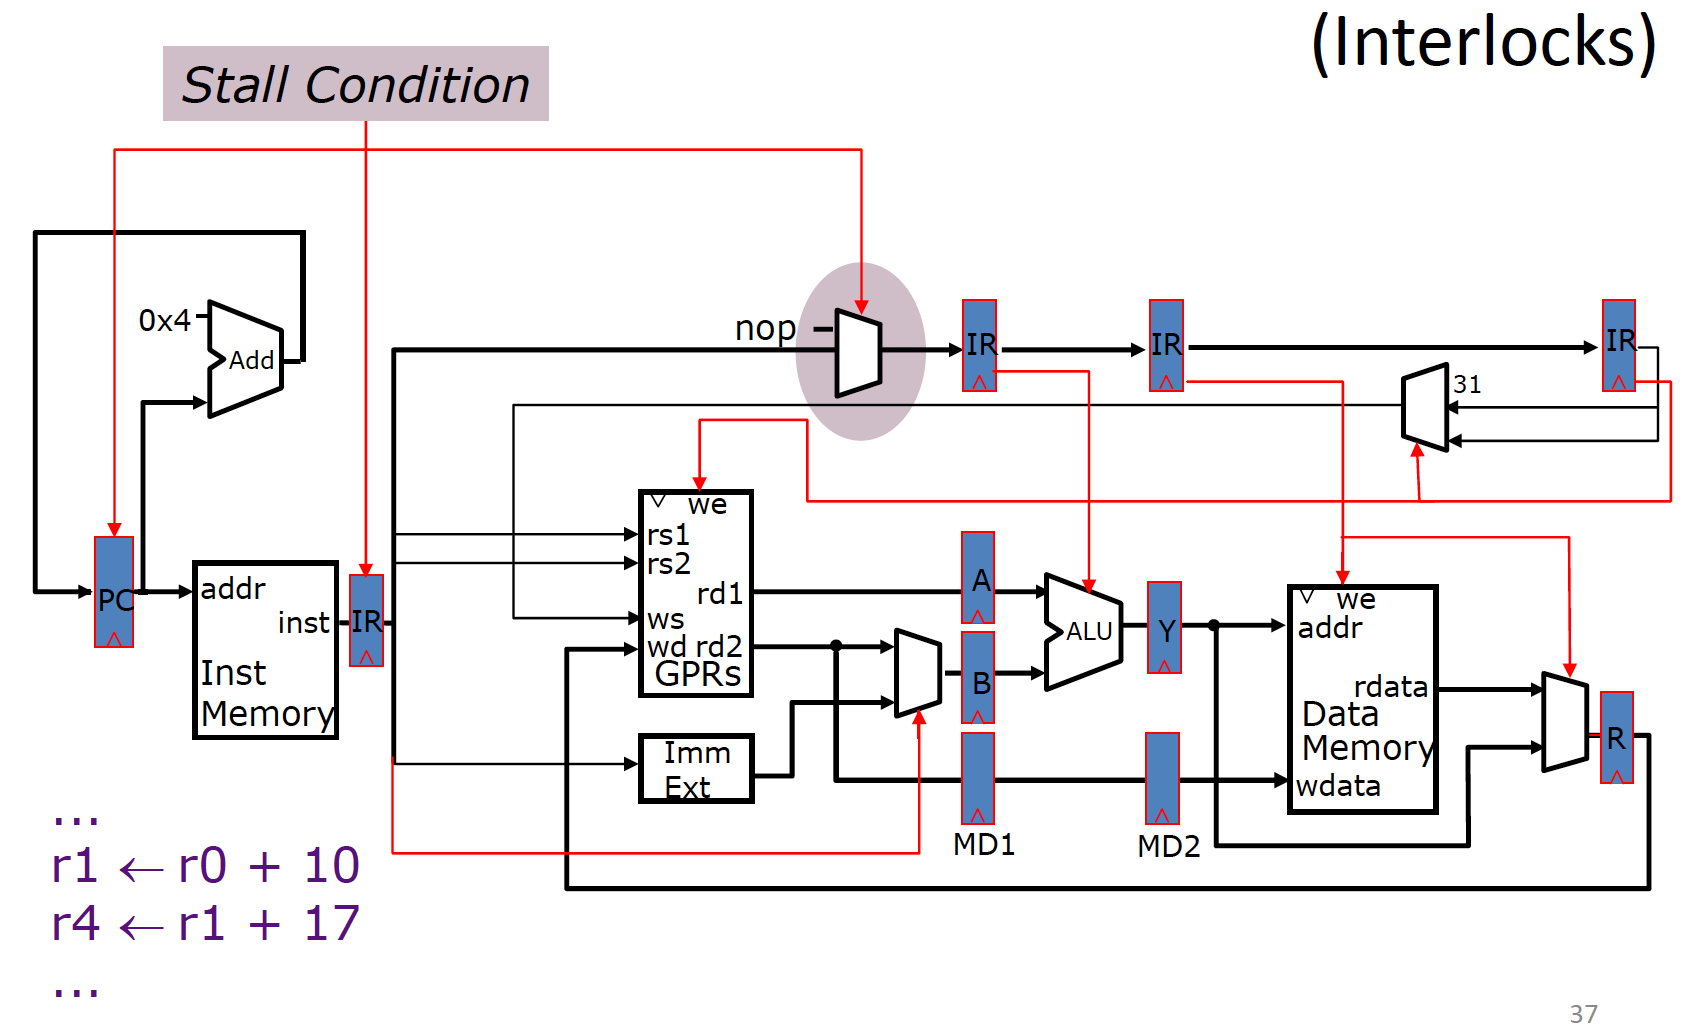 (Interlocks)
Stall Condition
0x4
Add
nop
IR
IR
IR
31
we
rs1
rs2
rd1
ws
wd rd2
GPRs
PC
addr
inst
Inst
Memory
IR
A
B
ALU
Y
we
addr
rdata
Data
Memory
wdata
R
Imm
Ext
MD1
MD2
...
r1 ← r0 + 10
r4 ← r1 + 17
...
37